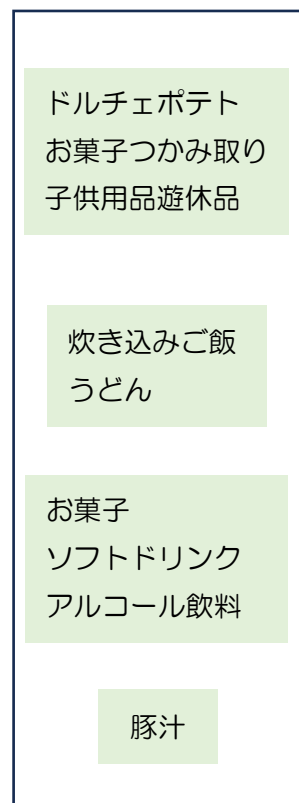 ドルチェポテト
お菓子つかみ取り
子供用品遊休品
炊き込みご飯
うどん
お菓子
ソフトドリンク
アルコール飲料
豚汁